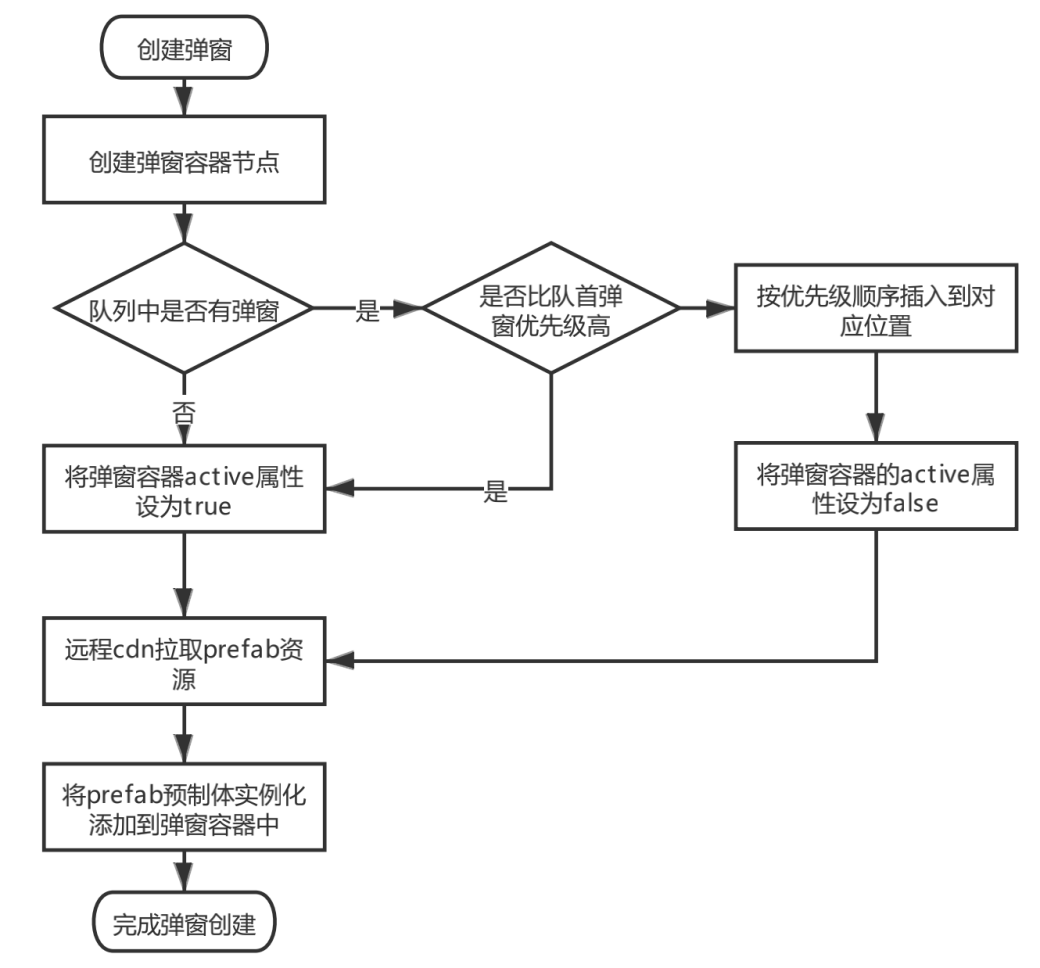 创建弹窗
创建弹窗容器节点
队列中是否有弹窗
是
是否比队首弹
窗优先级高
按优先级顺序插入到对
应位置
否
将弹窗容器active属性
设为true
是
将弹窗容器的active属
性设为false
远程cdn拉取prefab资
源
将prefab预制体实例化
添加到弹窗容器中
完成弹窗创建